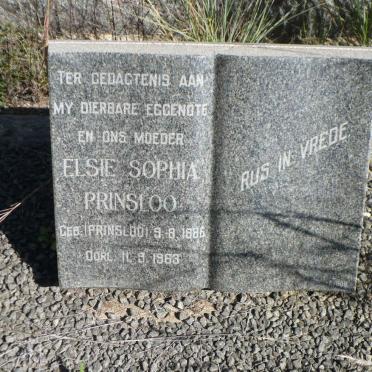 TER GEDAGTENIS AAN
MY DIERBARE EGGENOTE
EN ONS MOEDER
ELSIE SOPHIA
PRINSLOO
GEB. (PRINSLOO) 9.8.1886
OORL. 11.9.1963
RUS IN VREDE